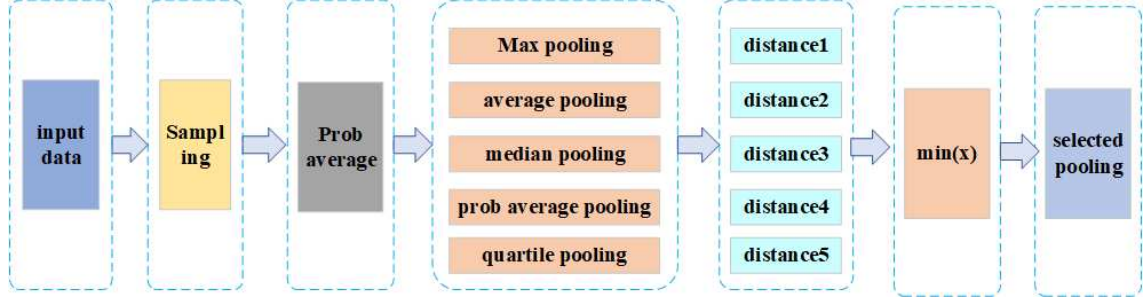 input
data
Sampl
ing
Prob
average
Max pooling
average pooling
median pooling
prob average pooling
quartile pooling
distance1
distance2
distance3
distance4
distance5
min(x)
selected
pooling